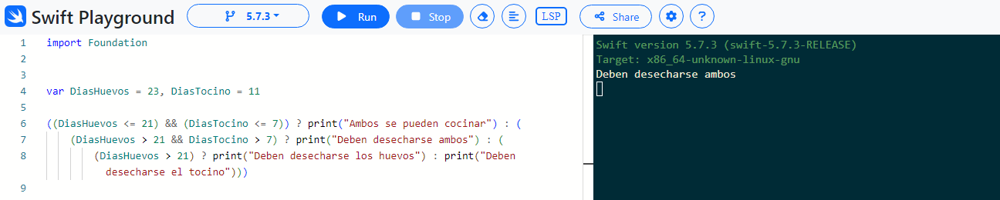 Swift Playground 5.7.3 Run Stop LSP Share ?
1 import Foundation
2
3
4 var DiasHuevos = 23, DiasTocino = 11
5
6 ((DiasHuevos <= 21) && (DiasTocino <= 7)) ? print("Ambos se pueden cocinar") : (
7 (DiasHuevos > 21 && DiasTocino > 7) ? print("Deben desecharse ambos") : (
8 (DiasHuevos > 21) ? print("Deben desecharse los huevos") : print("Deben
desecharse el tocino")))
9
Swift version 5.7.3 (swift-5.7.3-RELEASE)
Target: x86_64-unknown-linux-gnu
Deben desecharse ambos